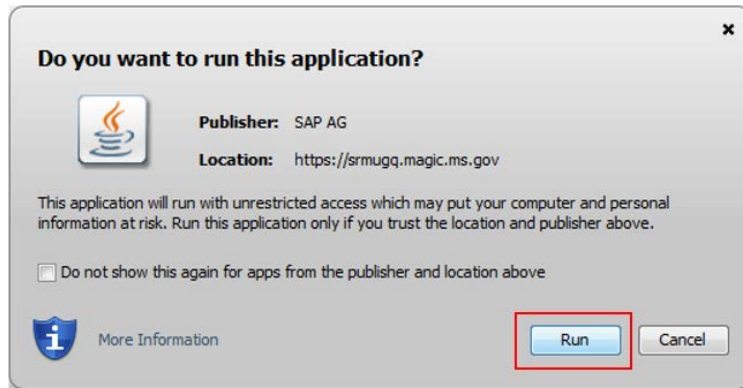 Do you want to run this application?
Publisher: SAP AG
Location: https://srmugq.magic.ms.gov
This application will run with unrestricted access which may put your computer and personal
information at risk. Run this application only if you trust the location and publisher above.
Do not show this again for apps from the publisher and location above
More Information
Run
Cancel